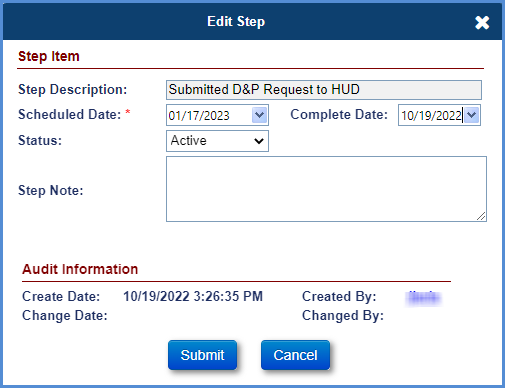 Edit Step
Step Item
Step Description: Submitted D&P Request to HUD
Scheduled Date: * 01/17/2023 Complete Date: 10/19/2022
Status: Active
Step Note:
Audit Information
Create Date: 10/19/2022 3:26:35 PM Created By:
Change Date: Changed By:
Submit Cancel